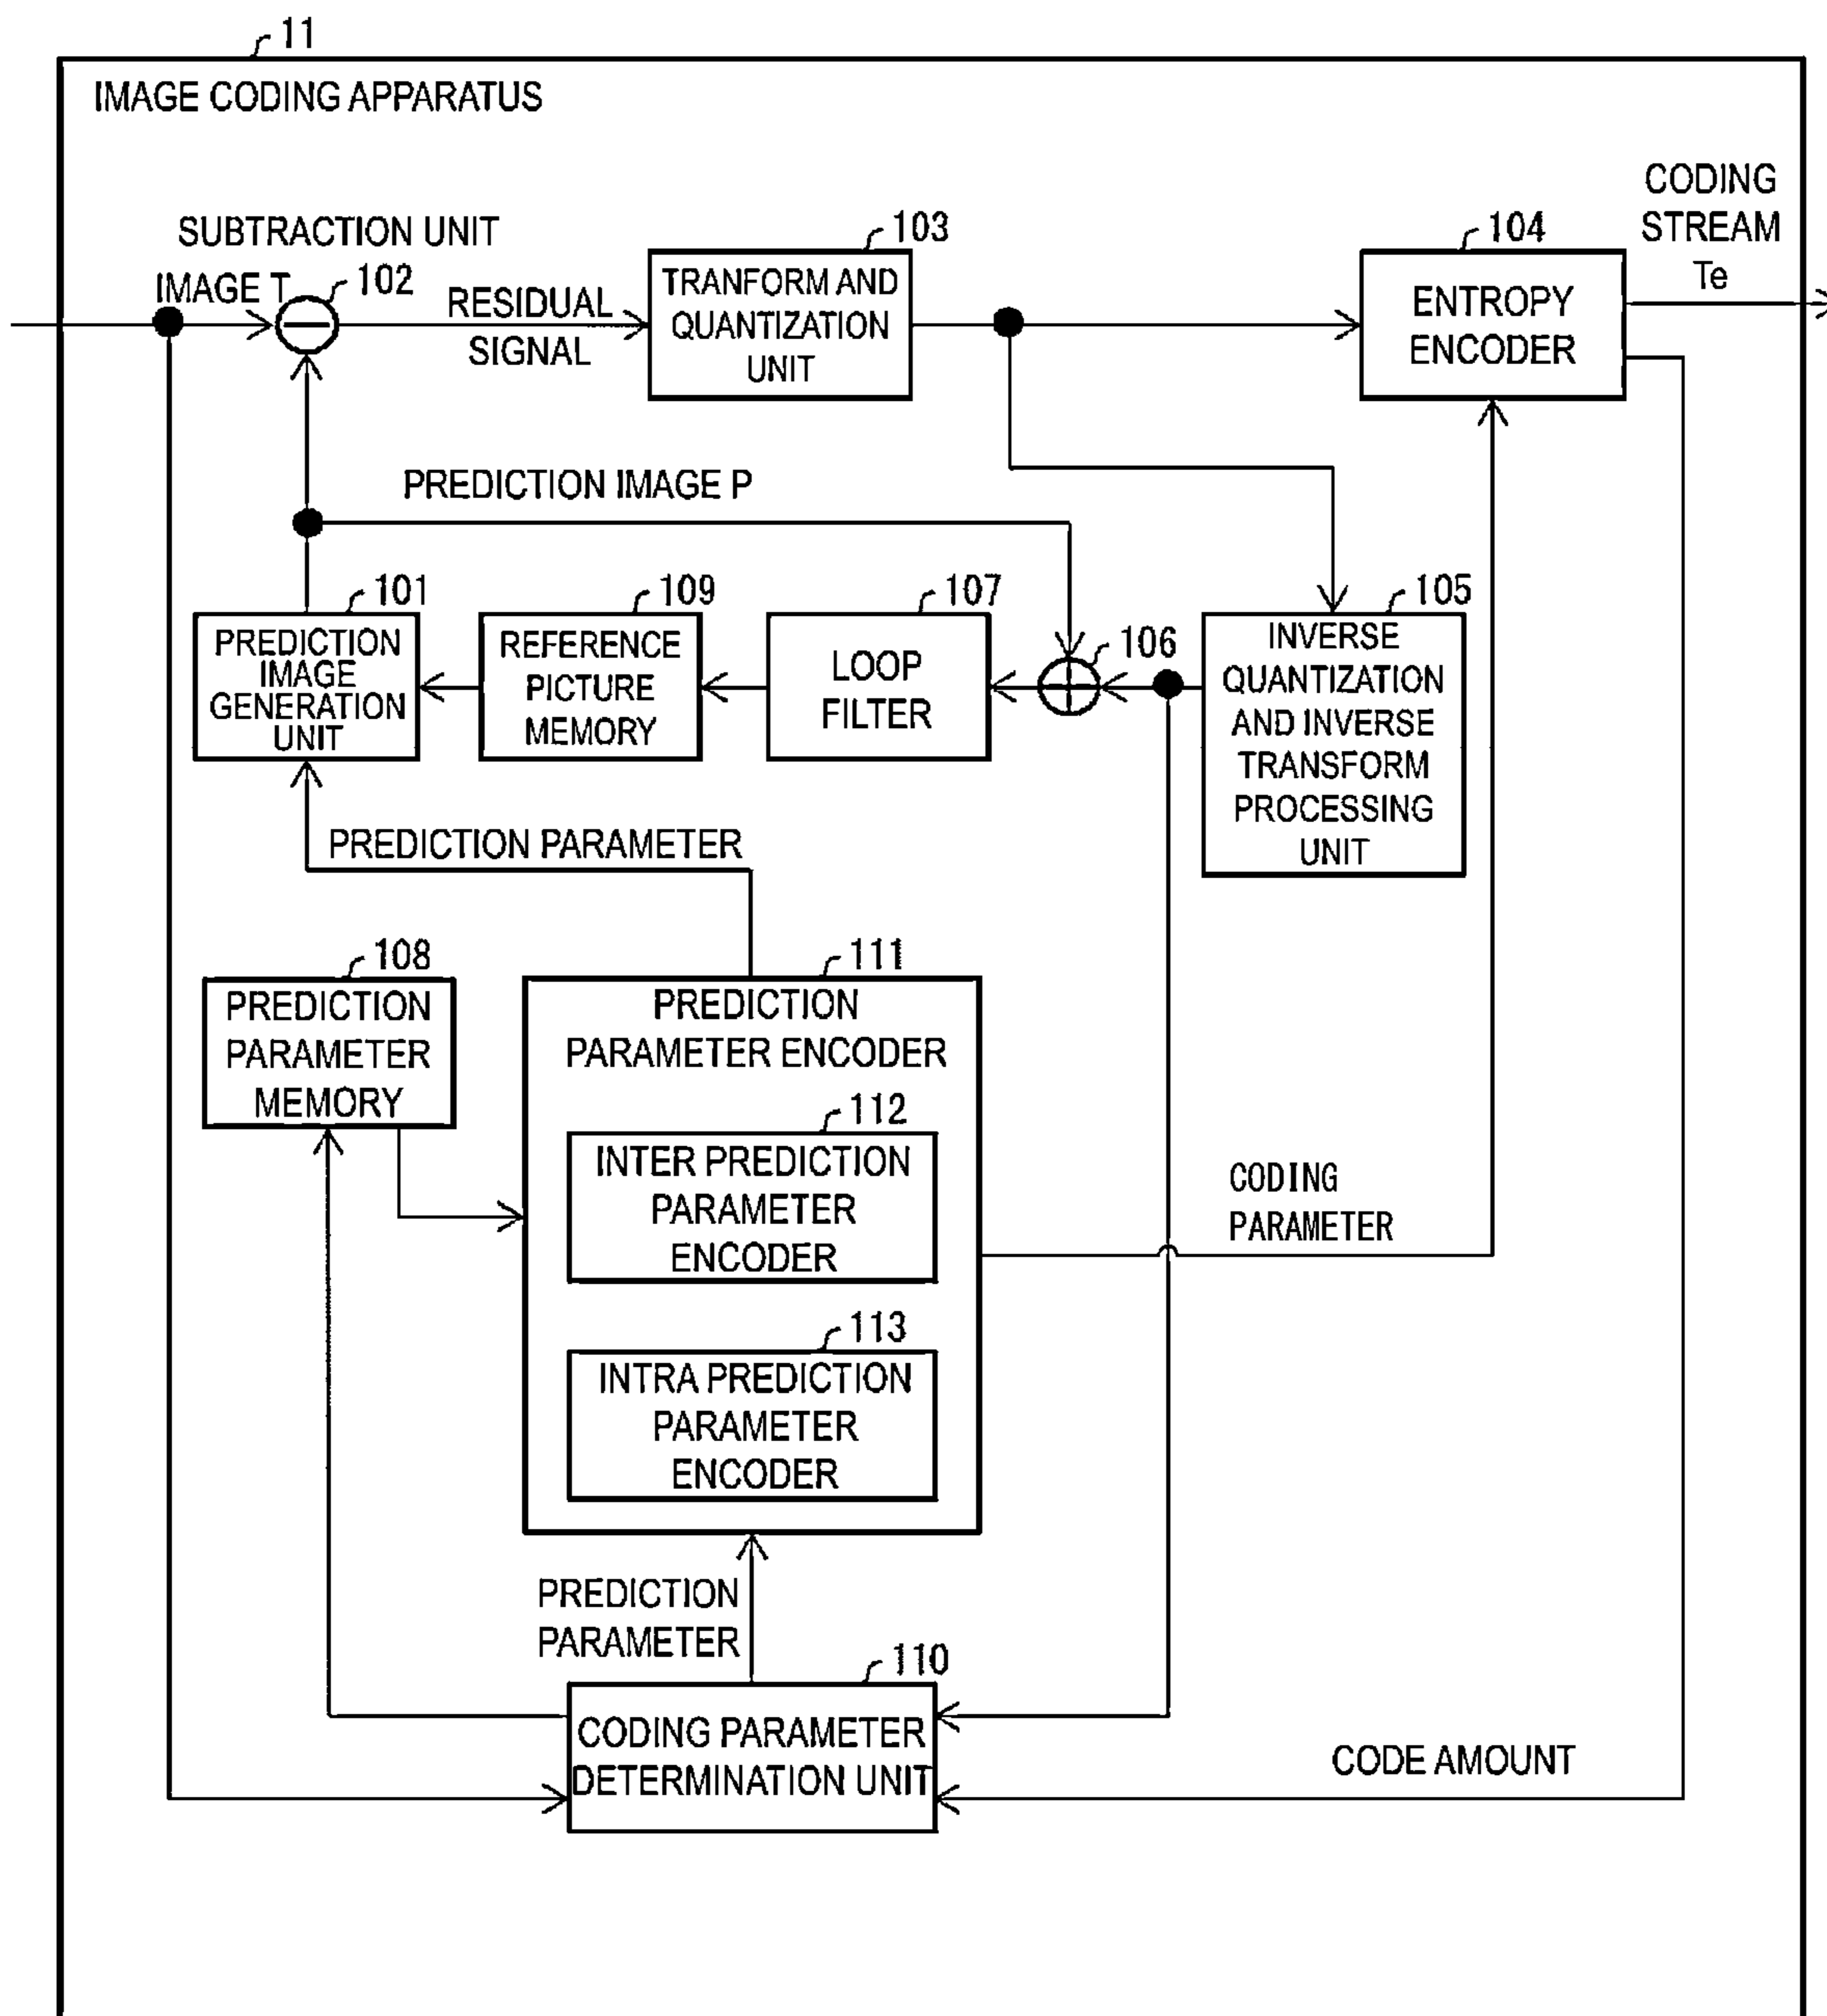 11
IMAGE CODING APPARATUS
CODING
STREAM
Te
SUBTRACTION UNIT
IMAGE T
102
RESIDUAL
SIGNAL
103
TRANFORM AND
QUANTIZATION
UNIT
104
ENTROPY
ENCODER
PREDICTION IMAGE P
101
PREDICTION
IMAGE
GENERATION
UNIT
109
REFERENCE
PICTURE
MEMORY
107
LOOP
FILTER
106
105
INVERSE
QUANTIZATION
AND INVERSE
TRANSFORM
PROCESSING
UNIT
PREDICTION PARAMETER
108
PREDICTION
PARAMETER
MEMORY
111
PREDICTION
PARAMETER ENCODER
112
INTER PREDICTION
PARAMETER
ENCODER
CODING
PARAMETER
113
INTRA PREDICTION
PARAMETER
ENCODER
PREDICTION
PARAMETER
110
CODING PARAMETER
DETERMINATION UNIT
CODE AMOUNT